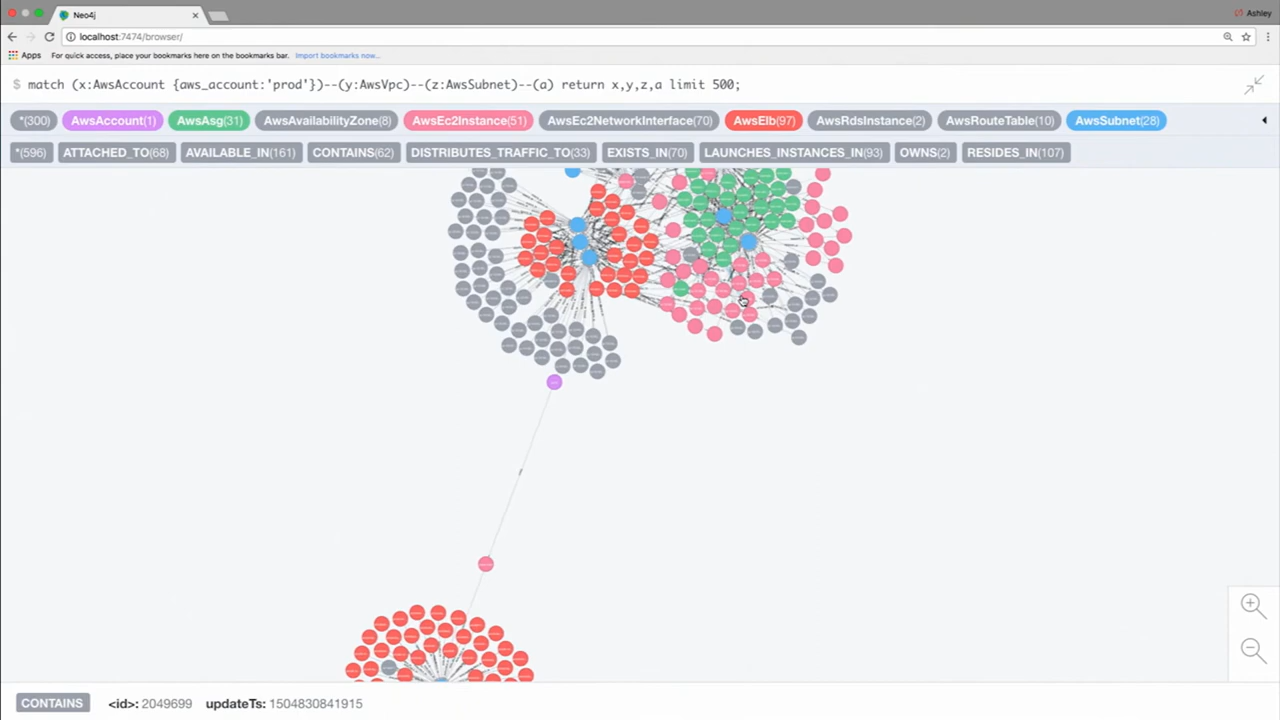 Neo4j
Ashley
localhost:7474/browser/
Apps For quick access, place your bookmarks here on the bookmarks bar. Import bookmarks now...
$ match (x:AwsAccount {aws_account:'prod'})--(y:AwsVpc)--(z:AwsSubnet)--(a) return x,y,z,a limit 500;
*(300) AwsAccount(1) AwsAsg(31) AwsAvailabilityZone(8) AwsEc2Instance(51) AwsEc2NetworkInterface(70) AwsElb(97) AwsRdsInstance(2) AwsRouteTable(10) AwsSubnet(28)
*(596) ATTACHED_TO(68) AVAILABLE_IN(161) CONTAINS(62) DISTRIBUTES_TRAFFIC_TO(33) EXISTS_IN(70) LAUNCHES_INSTANCES_IN(93) OWNS(2) RESIDES_IN(107)
CONTAINS <id>: 2049699 updateTs: 1504830841915